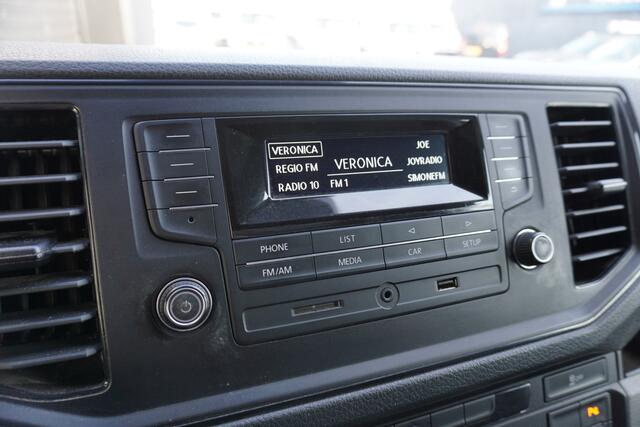 VERONICA
REGIO FM
RADIO 10
VERONICA
FM 1
JOE
JOYRADIO
SIMONEFM
PHONE
LIST
FM/AM
MEDIA
CAR
SETUP